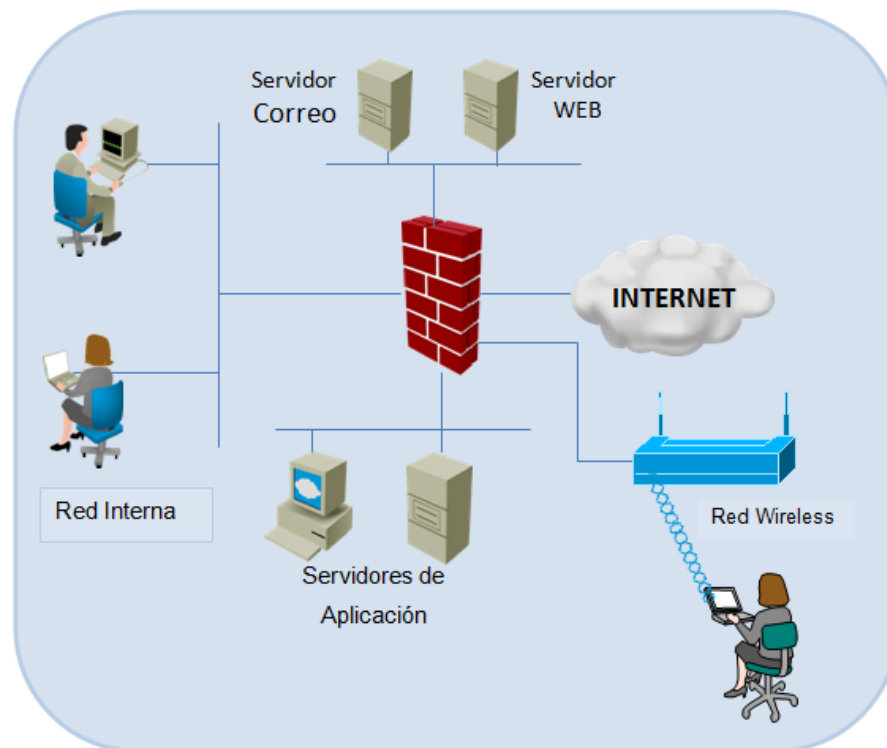 Servidor
Correo
Servidor
WEB
INTERNET
Red Interna
Servidores de
Aplicación
Red Wireless